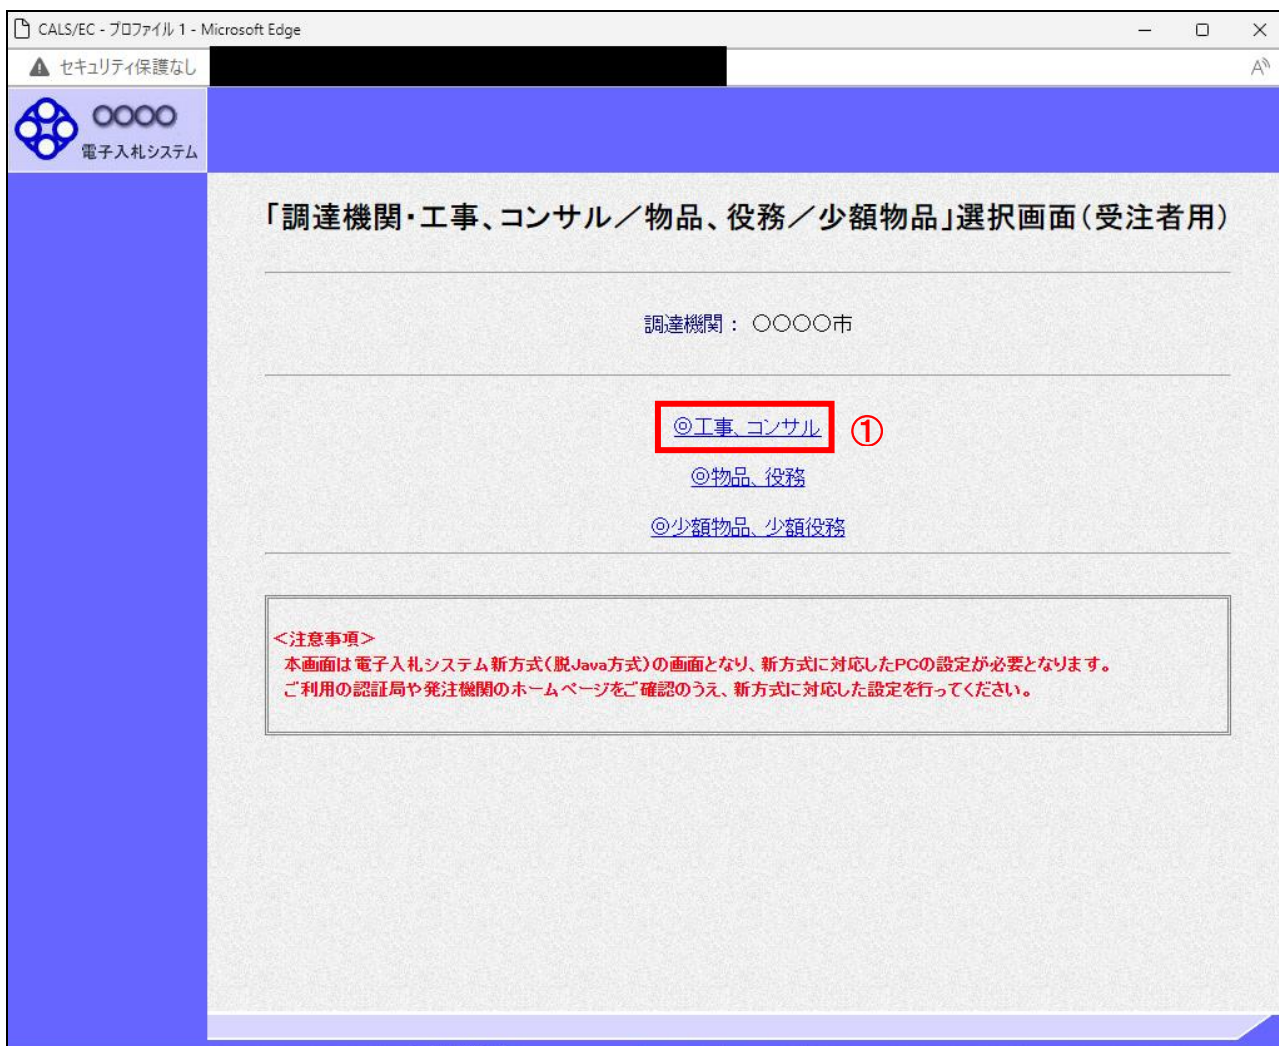 CALS/EC - プロファイル 1 - Microsoft Edge
セキュリティ保護なし
〇〇〇〇
電子入札システム
「調達機関・工事、コンサル／物品、役務／少額物品」選択画面（受注者用）
調達機関： 〇〇〇〇市
◎工事、コンサル ①
◎物品、役務
◎少額物品、少額役務
＜注意事項＞
本画面は電子入札システム新方式（脱Java方式）の画面となり、新方式に対応したPCの設定が必要となります。
ご利用の認証局や発注機関のホームページをご確認のうえ、新方式に対応した設定を行ってください。